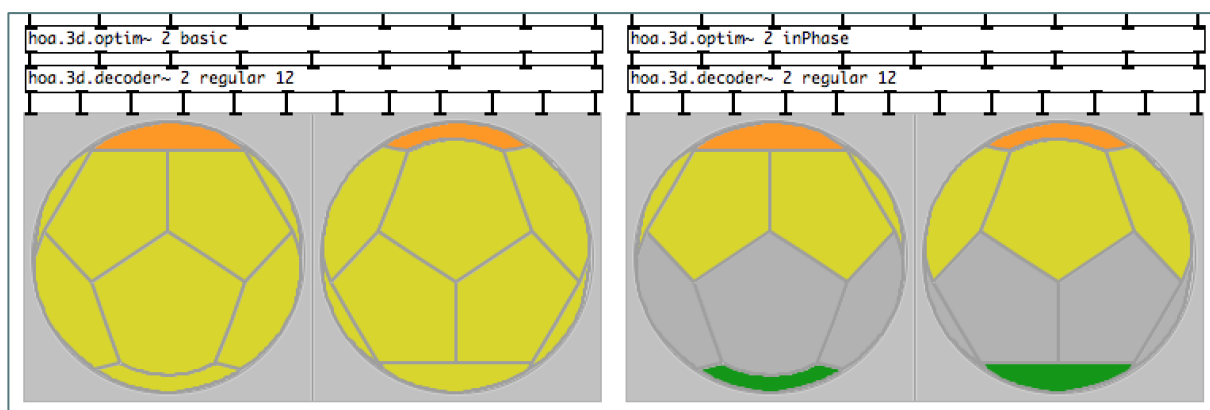 hoa.3d.optim~ 2 basic
hoa.3d.decoder~ 2 regular 12
hoa.3d.optim~ 2 inPhase
hoa.3d.decoder~ 2 regular 12